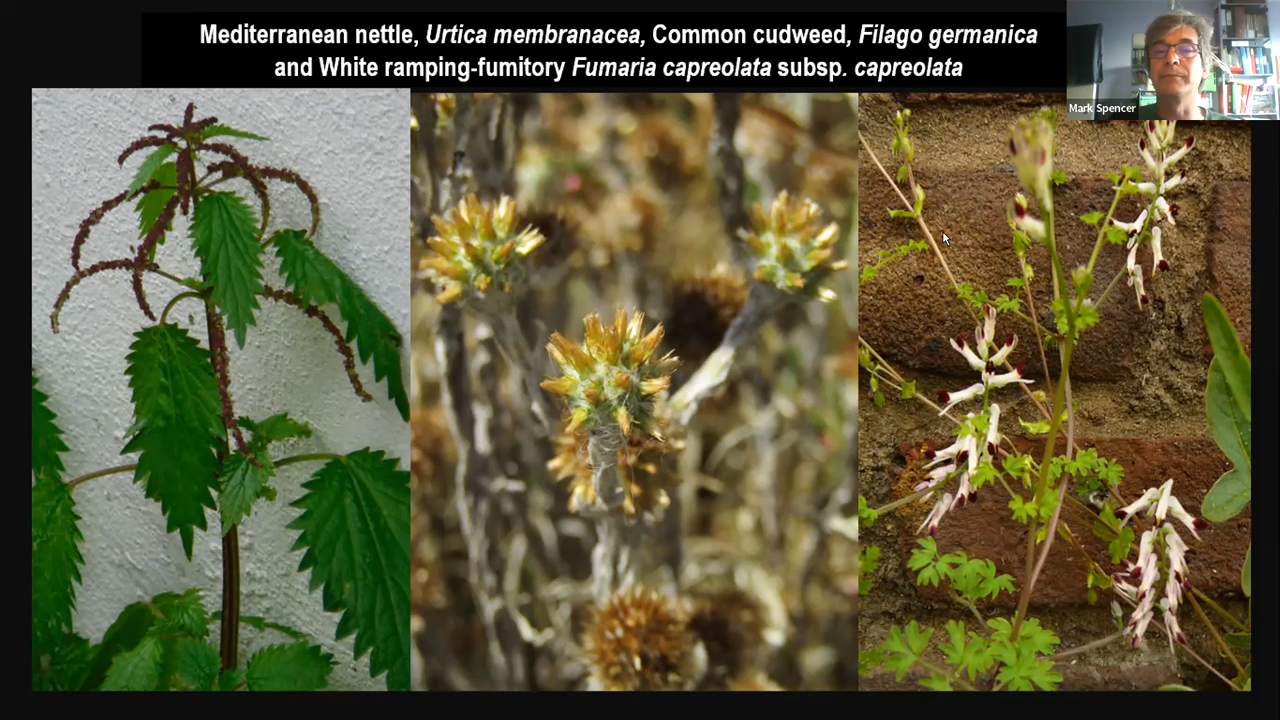 Mediterranean nettle, Urtica membranacea, Common cudweed, Filago germanica
and White ramping-fumitory Fumaria capreolata subsp. capreolata
Mark Spencer